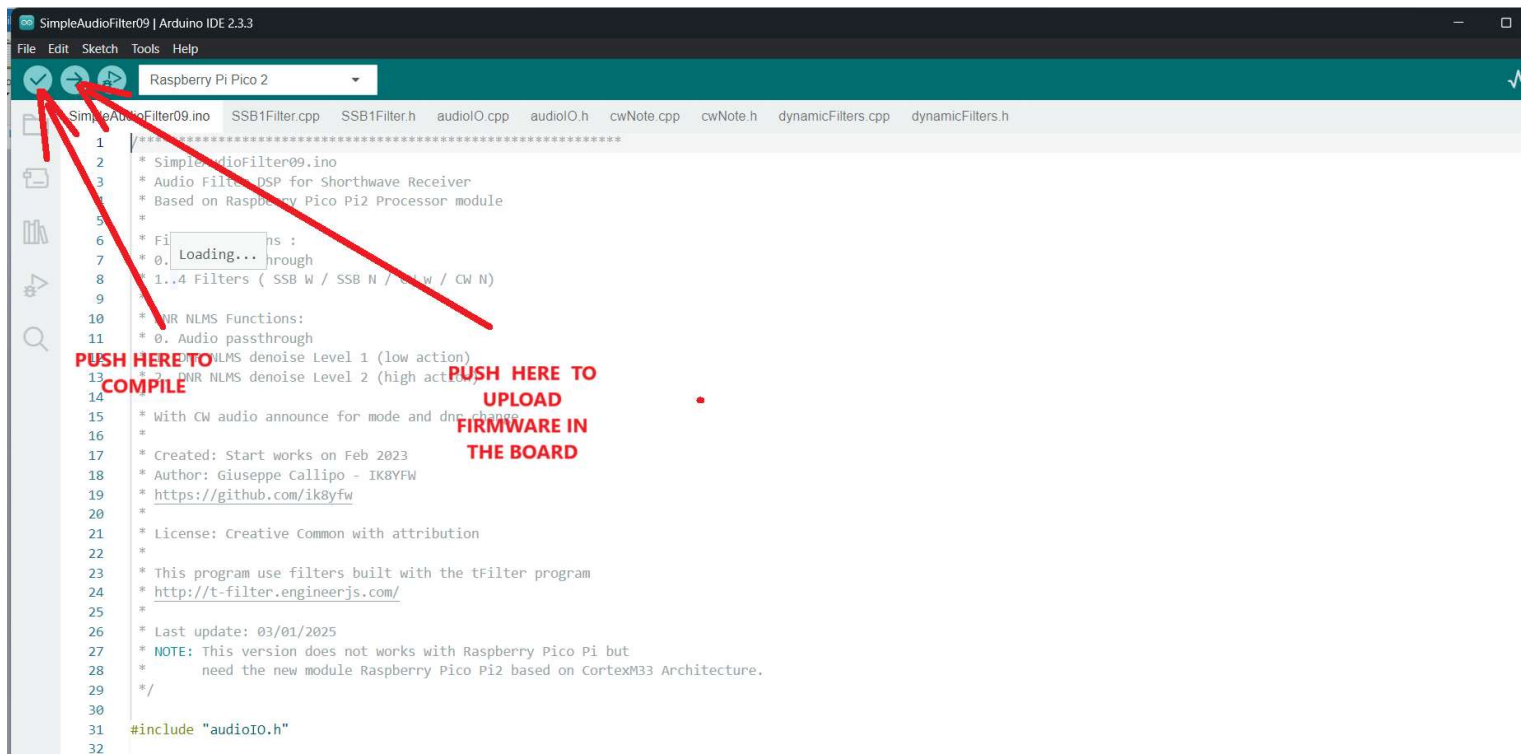 SimpleAudioFilter09 | Arduino IDE 2.3.3
File Edit Sketch Tools Help
Raspberry Pi Pico 2
SimpleAudioFilter09.ino SSB1Filter.cpp SSB1Filter.h audioIO.cpp audioIO.h cwNote.cpp cwNote.h dynamicFilters.cpp dynamicFilters.h
1 /************************************************************
2 * SimpleAudioFilter09.ino
3 * Audio Filter DSP for Shorthwave Receiver
4 * Based on Raspberry Pico Pi2 Processor module
5 *
6 * Fi ns :
7 * 0. hrough
8 * 1..4 Filters ( SSB W / SSB N / CW w / CW N)
Loading...
9 *
10 * DNR NLMS Functions:
11 * 0. Audio passthrough
12 DNR NLMS denoise Level 1 (low action)
13 * 2. DNR NLMS denoise Level 2 (high action)
14 *
15 * With CW audio announce for mode and dnr change
16 *
17 * Created: Start works on Feb 2023
18 * Author: Giuseppe Callipo - IK8YFW
19 * https://github.com/ik8yfw
20 *
21 * License: Creative Common with attribution
22 *
23 * This program use filters built with the tFilter program
24 * http://t-filter.engineerjs.com/
25 *
26 * Last update: 03/01/2025
27 * NOTE: This version does not works with Raspberry Pico Pi but
28 * need the new module Raspberry Pico Pi2 based on CortexM33 Architecture.
29 */
30
31 #include "audioIO.h"
32
PUSH HERE TO
COMPILE
PUSH HERE TO
UPLOAD
FIRMWARE IN
THE BOARD